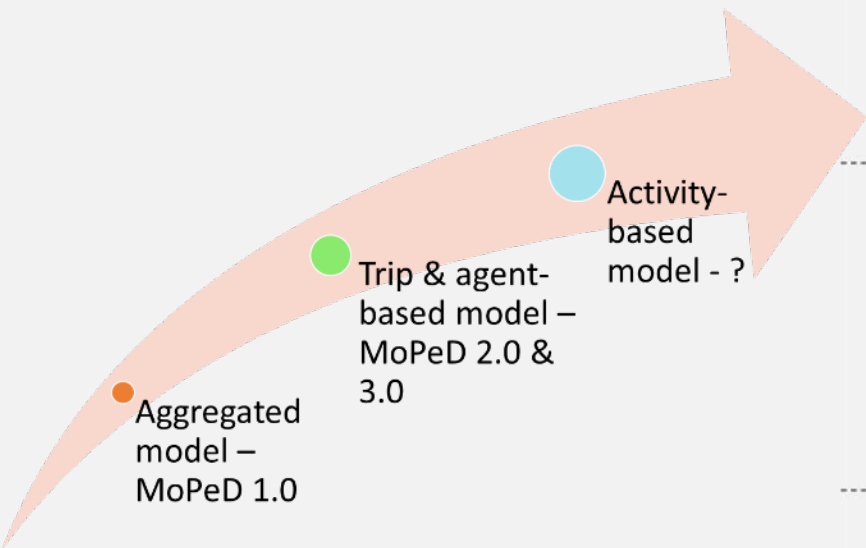 Activity-
based
model - ?
Trip & agent-
based model –
MoPeD 2.0 &
3.0
Aggregated
model –
MoPeD 1.0